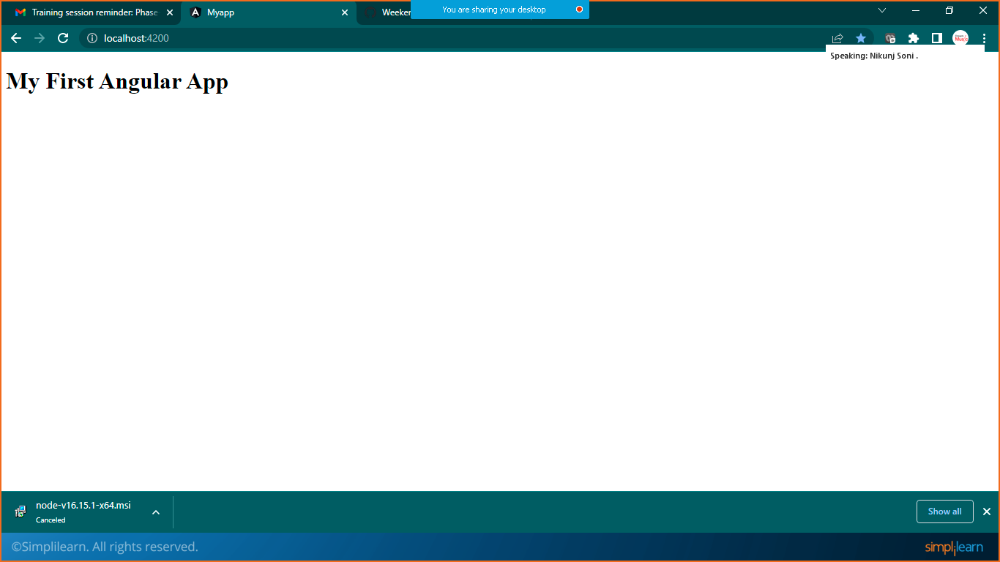 Training session reminder: Phase
Myapp
Weeken
You are sharing your desktop
localhost:4200
Speaking: Nikunj Soni .
My First Angular App
node-v16.15.1-x64.msi
Canceled
Show all
©Simplilearn. All rights reserved.
simplilearn